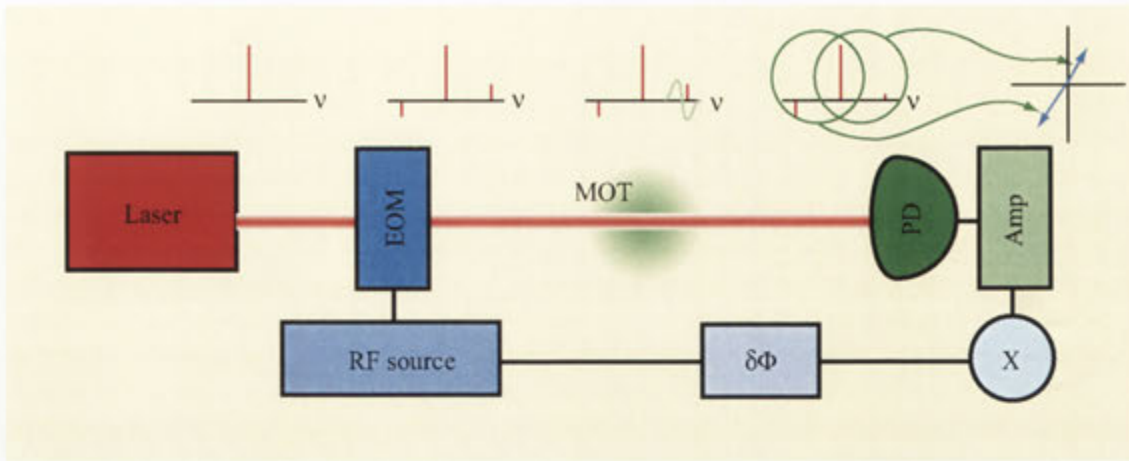 ν
ν
ν
ν
Laser
EOM
MOT
PD
Amp
RF source
δΦ
X